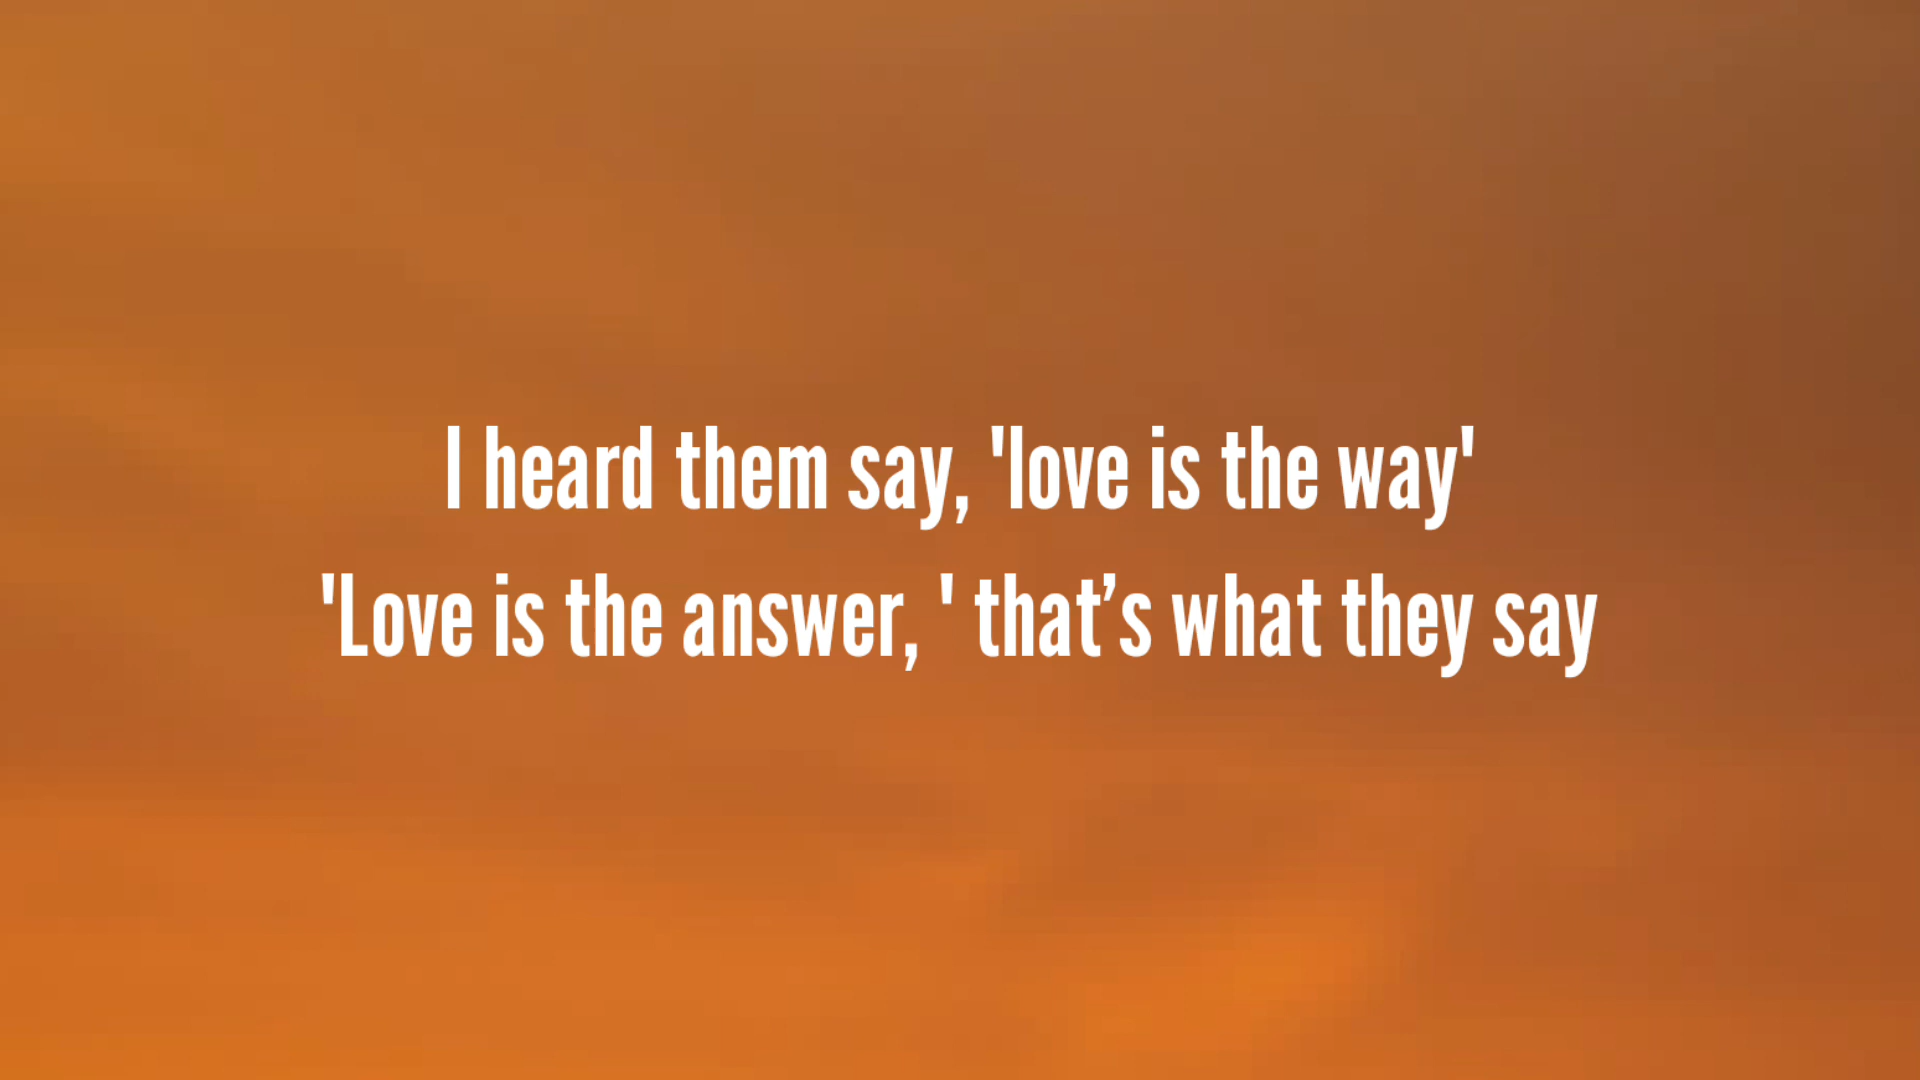 I heard them say, 'love is the way'
'Love is the answer, ' that’s what they say